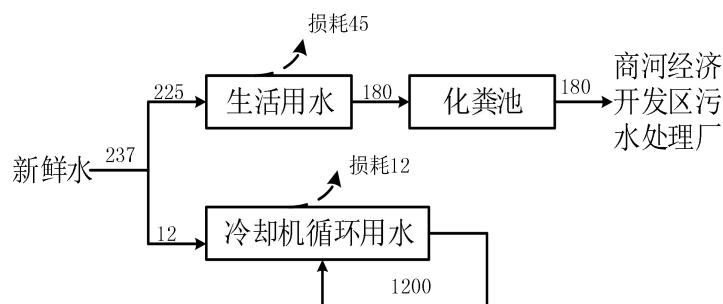 损耗45
225
生活用水
180
化粪池
180
商河经济
开发区污
水处理厂
新鲜水
237
损耗12
12
冷却机循环用水
1200